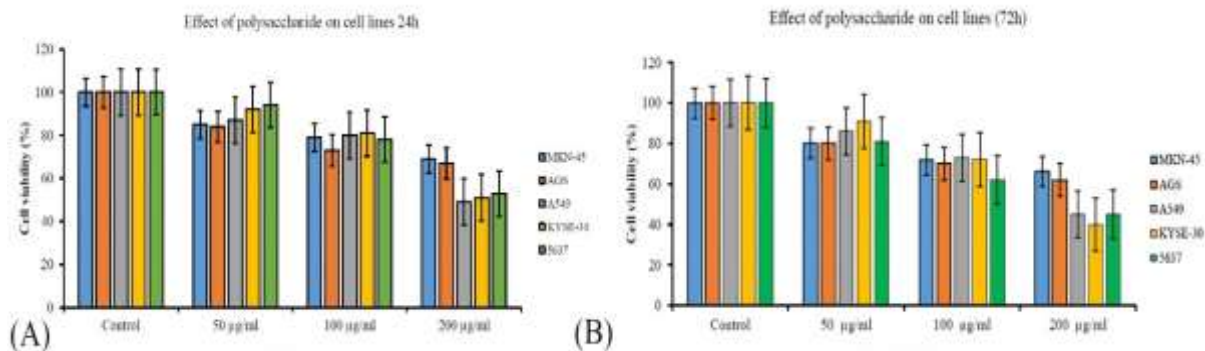 Effect of polysaccharide on cell lines 24h
120
100
80
60
40
20
0
Cell viability (%)
Control
50 µg/ml
100 µg/ml
200 µg/ml
MKN-45
AGS
A549
KYSE-30
5637
(A)
Effect of polysaccharide on cell lines (72h)
120
100
80
60
40
20
0
Cell viability (%)
Control
50 µg/ml
100 µg/ml
200 µg/ml
MKN-45
AGS
A549
KYSE-30
5637
(B)